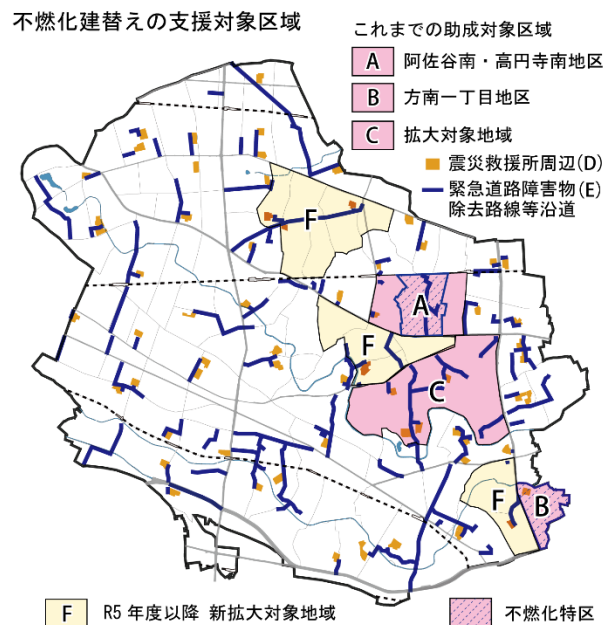 不燃化建替えの支援対象区域
これまでの助成対象区域
A 阿佐谷南・高円寺南地区
B 方南一丁目地区
C 拡大対象地域
震災救援所周辺(D)
緊急道路障害物(E)
除去路線等沿道
F
A
F
C
F
B
F R5年度以降 新拡大対象地域
不燃化特区